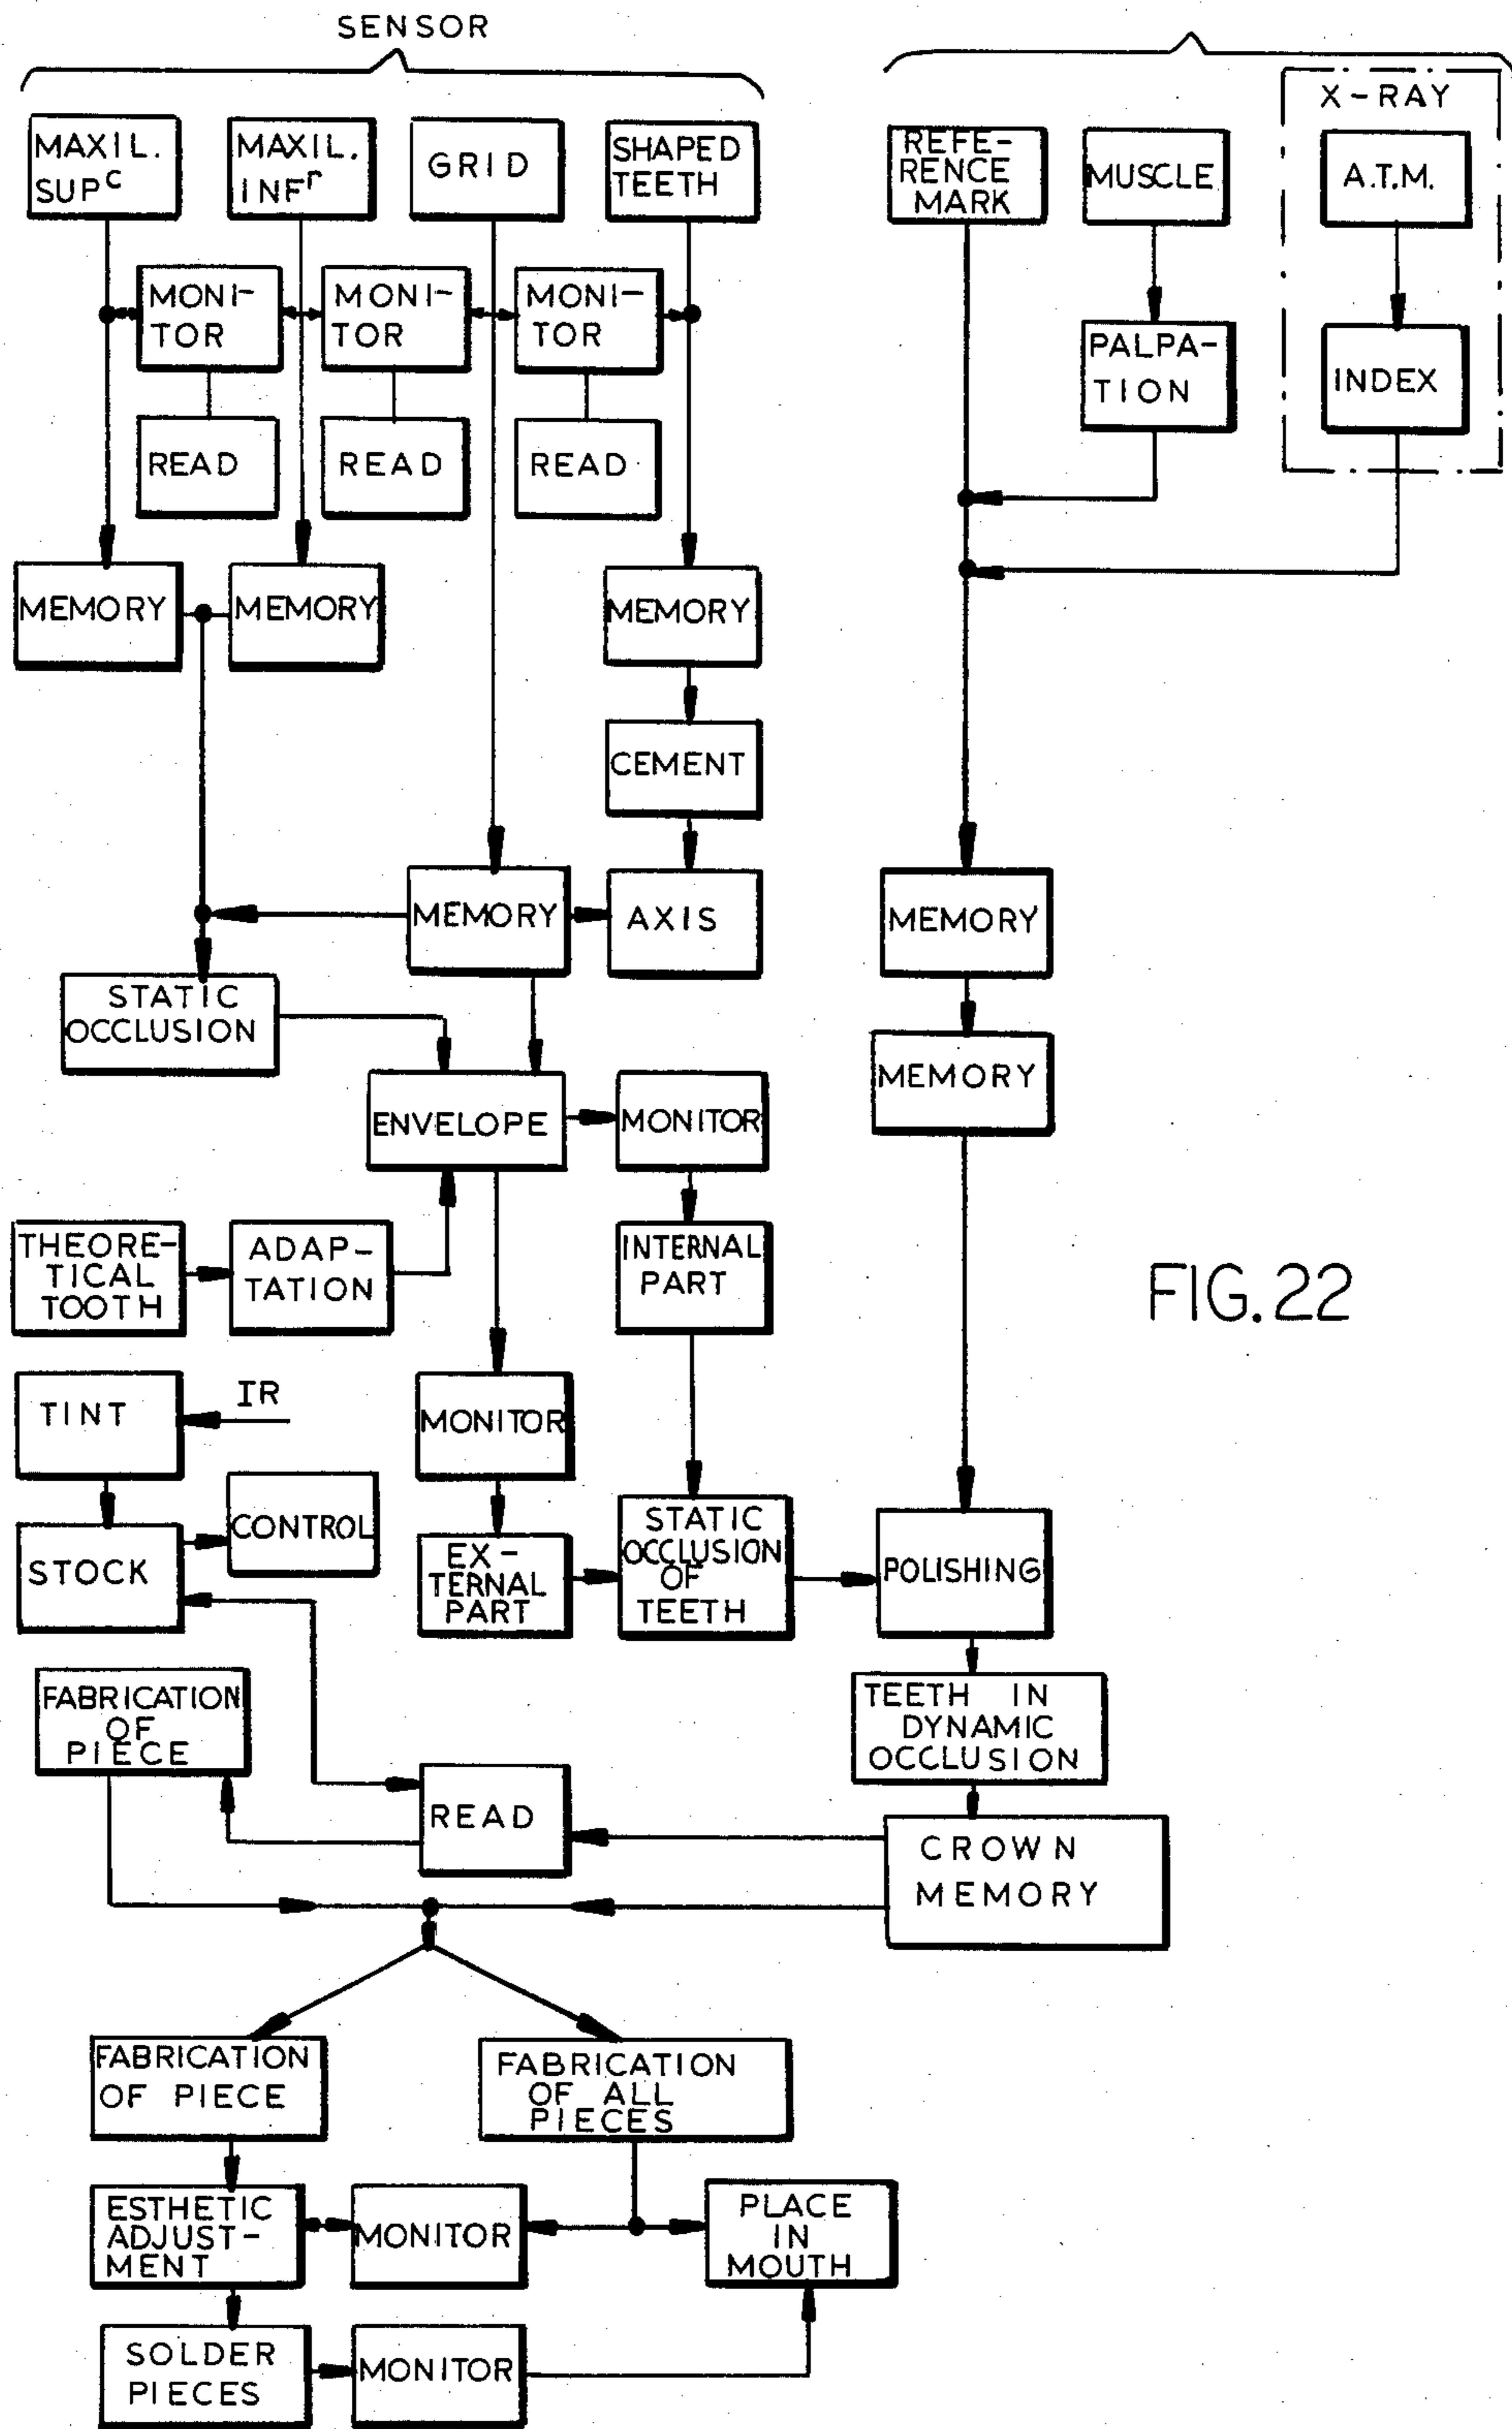 SENSOR
X-RAY
MAXIL.
SUPᶜ
MAXIL.
INFʳ
GRID
SHAPED
TEETH
REFE-
RENCE
MARK
MUSCLE
A.T.M.
MONI-
TOR
MONI-
TOR
MONI-
TOR
PALPA-
TION
INDEX
READ
READ
READ
MEMORY
MEMORY
MEMORY
CEMENT
MEMORY
AXIS
MEMORY
STATIC
OCCLUSION
MEMORY
ENVELOPE
MONITOR
THEORE-
TICAL
TOOTH
ADAP-
TATION
INTERNAL
PART
FIG. 22
TINT
IR
MONITOR
STOCK
CONTROL
EX-
TERNAL
PART
STATIC
OCCLUSION
OF
TEETH
POLISHING
FABRICATION
OF
PIECE
TEETH IN
DYNAMIC
OCCLUSION
READ
CROWN
MEMORY
FABRICATION
OF PIECE
FABRICATION
OF ALL
PIECES
ESTHETIC
ADJUST-
MENT
MONITOR
PLACE
IN
MOUTH
SOLDER
PIECES
MONITOR